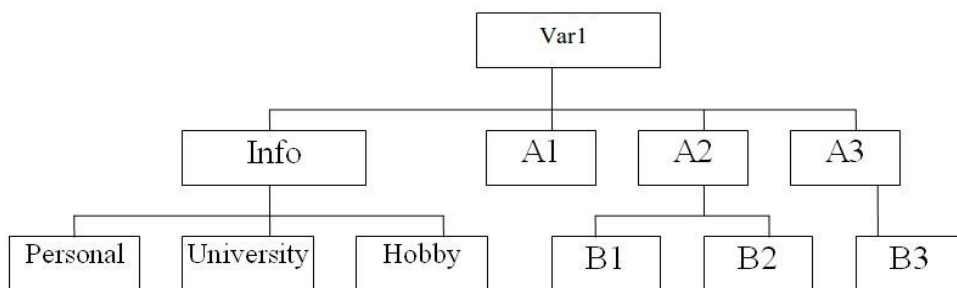 Var1
Info
A1
A2
A3
Personal
University
Hobby
B1
B2
B3